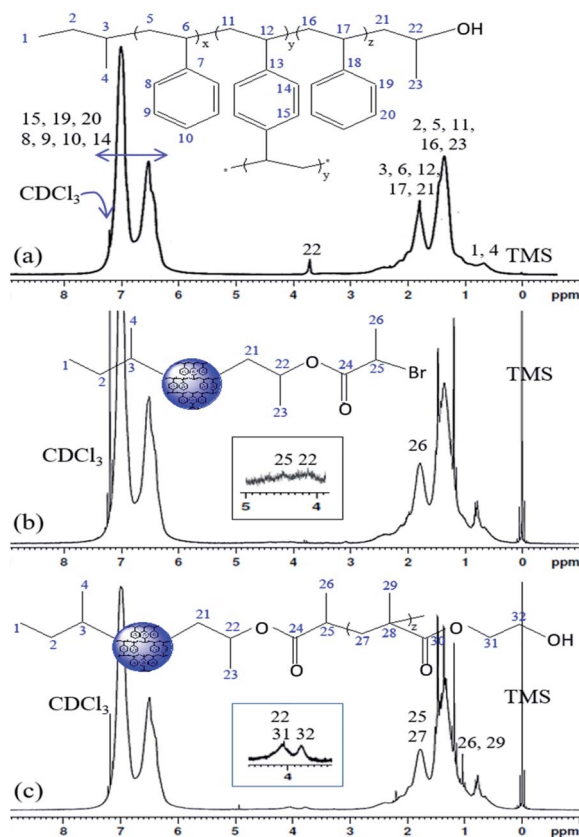 1 2 3 4 5 6 x 11 12 y 16 17 z 21 22 OH
7 13 18 23
8 9 10 14 15 19 20
* y *
15, 19, 20
8, 9, 10, 14
CDCl3
2, 5, 11,
16, 23
3, 6, 12,
17, 21
22
1, 4
TMS
(a)
8 7 6 5 4 3 2 1 0 ppm
1 2 3 4 21 22 23 O 24 O 25 26 Br
CDCl3
25 22
5 4
26
TMS
(b)
8 7 6 5 4 3 2 1 0 ppm
1 2 3 4 21 22 23 O 24 O 25 26 27 28 29 z 30 O O 31 32 OH
CDCl3
22
31 32
4
25
27
26, 29
TMS
(c)
8 7 6 5 4 3 2 1 0 ppm